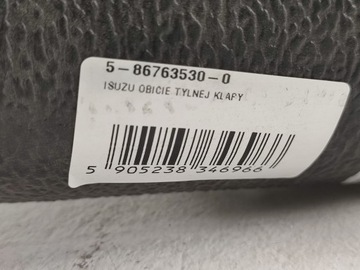 5-86763530-0
ISUZU OBICIE TYLNEJ KLAPY
5 905238 346966